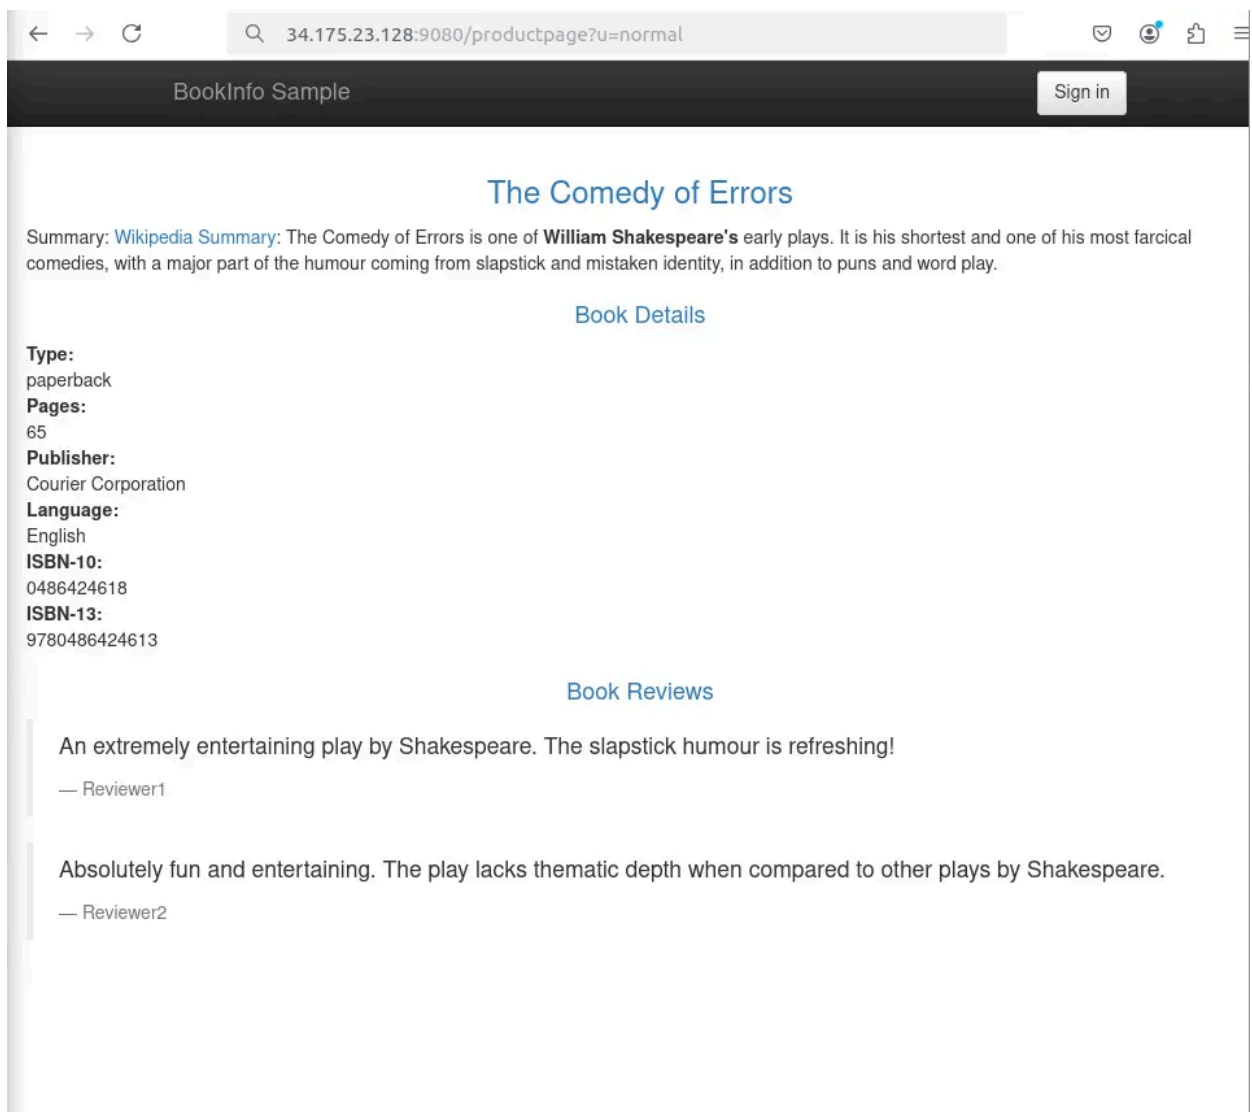 34.175.23.128:9080/productpage?u=normal
BookInfo Sample
Sign in
The Comedy of Errors
Summary: Wikipedia Summary: The Comedy of Errors is one of William Shakespeare's early plays. It is his shortest and one of his most farcical
comedies, with a major part of the humour coming from slapstick and mistaken identity, in addition to puns and word play.
Book Details
Type:
paperback
Pages:
65
Publisher:
Courier Corporation
Language:
English
ISBN-10:
0486424618
ISBN-13:
9780486424613
Book Reviews
An extremely entertaining play by Shakespeare. The slapstick humour is refreshing!
— Reviewer1
Absolutely fun and entertaining. The play lacks thematic depth when compared to other plays by Shakespeare.
— Reviewer2